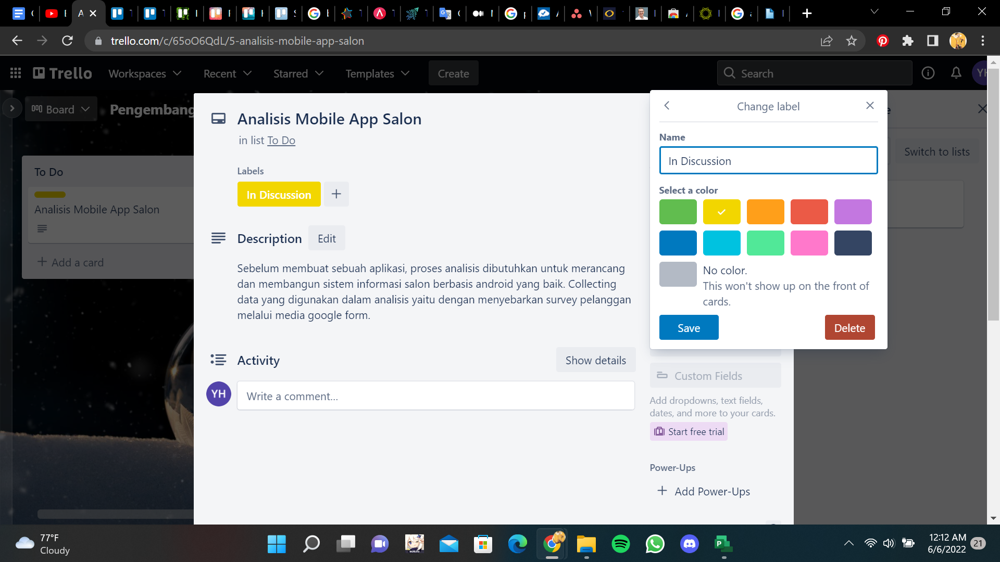 trello.com/c/65oO6QdL/5-analisis-mobile-app-salon
Trello
Workspaces
Recent
Starred
Templates
Create
Search
YH
Board
Pengembang
Switch to lists
To Do
Analisis Mobile App Salon
Add a card
Analisis Mobile App Salon
in list To Do
Labels
In Discussion
Description
Edit
Sebelum membuat sebuah aplikasi, proses analisis dibutuhkan untuk merancang
dan membangun sistem informasi salon berbasis android yang baik. Collecting
data yang digunakan dalam analisis yaitu dengan menyebarkan survey pelanggan
melalui media google form.
Activity
Show details
YH
Write a comment...
Change label
Name
In Discussion
Select a color
No color.
This won't show up on the front of
cards.
Save
Delete
Custom Fields
Add dropdowns, text fields,
dates, and more to your cards.
Start free trial
Power-Ups
Add Power-Ups
77°F
Cloudy
12:12 AM
6/6/2022
21